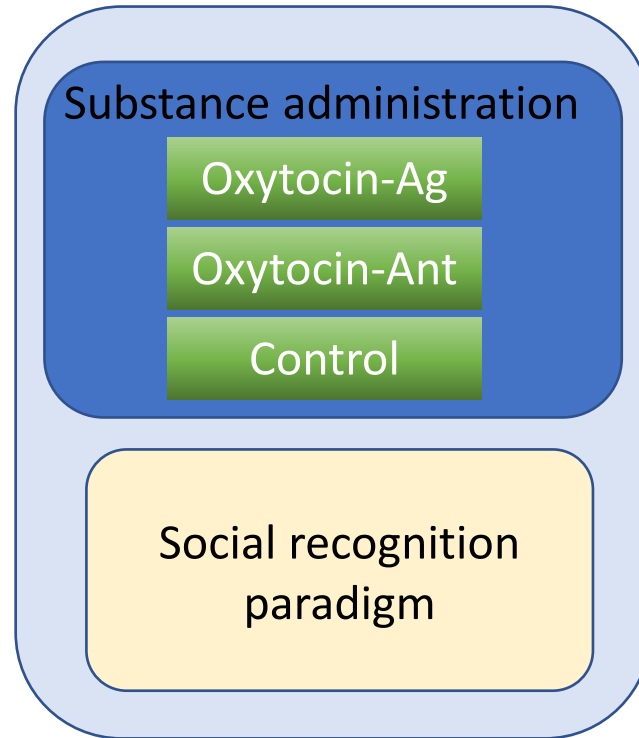 Substance administration
Oxytocin-Ag
Oxytocin-Ant
Control
Social recognition
paradigm